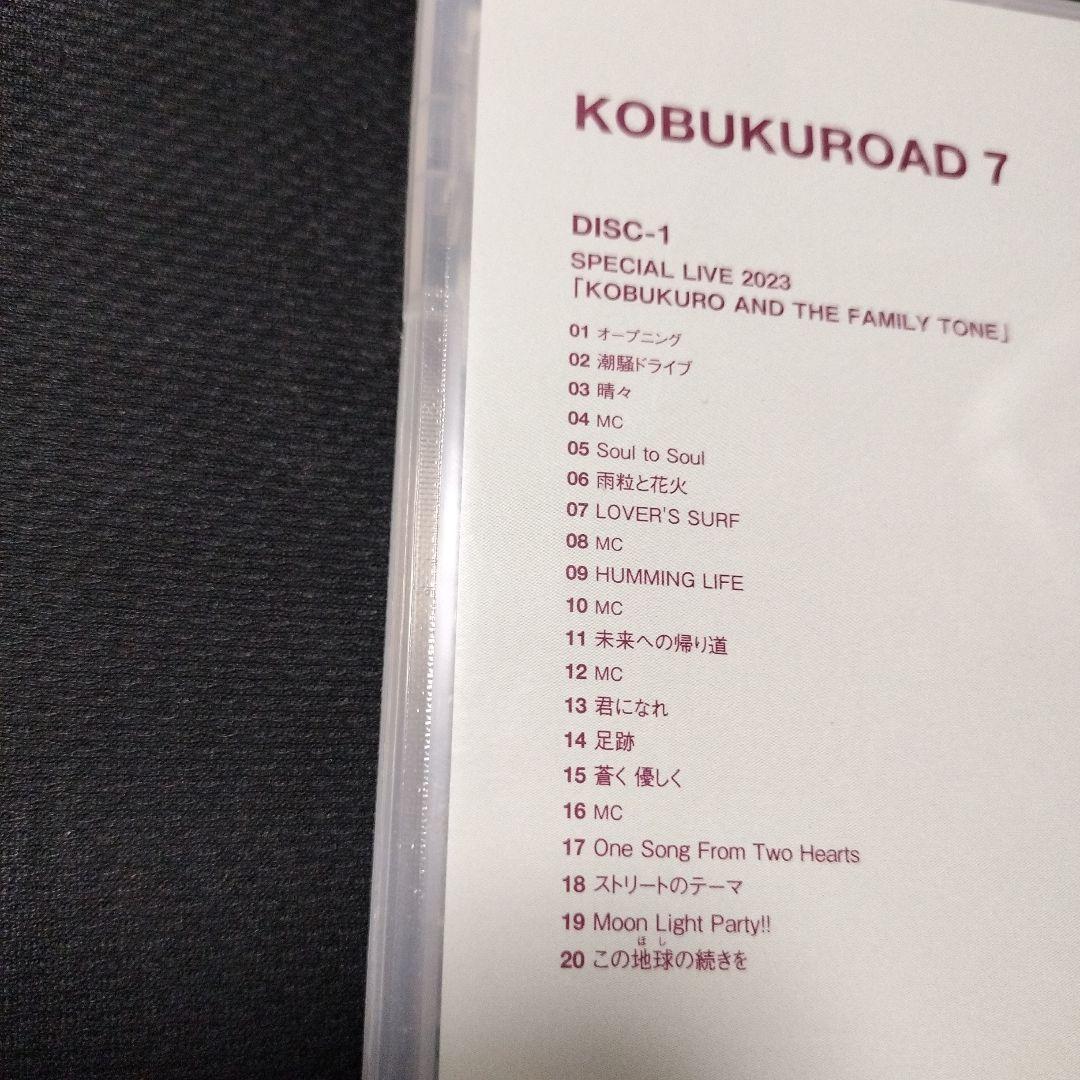 KOBUKUROAD 7
DISC-1
SPECIAL LIVE 2023
「KOBUKURO AND THE FAMILY TONE」
01 オープニング
02 潮騒ドライブ
03 晴々
04 MC
05 Soul to Soul
06 雨粒と花火
07 LOVER'S SURF
08 MC
09 HUMMING LIFE
10 MC
11 未来への帰り道
12 MC
13 君になれ
14 足跡
15 蒼く 優しく
16 MC
17 One Song From Two Hearts
18 ストリートのテーマ
19 Moon Light Party!!
ほし
20 この地球の続きを